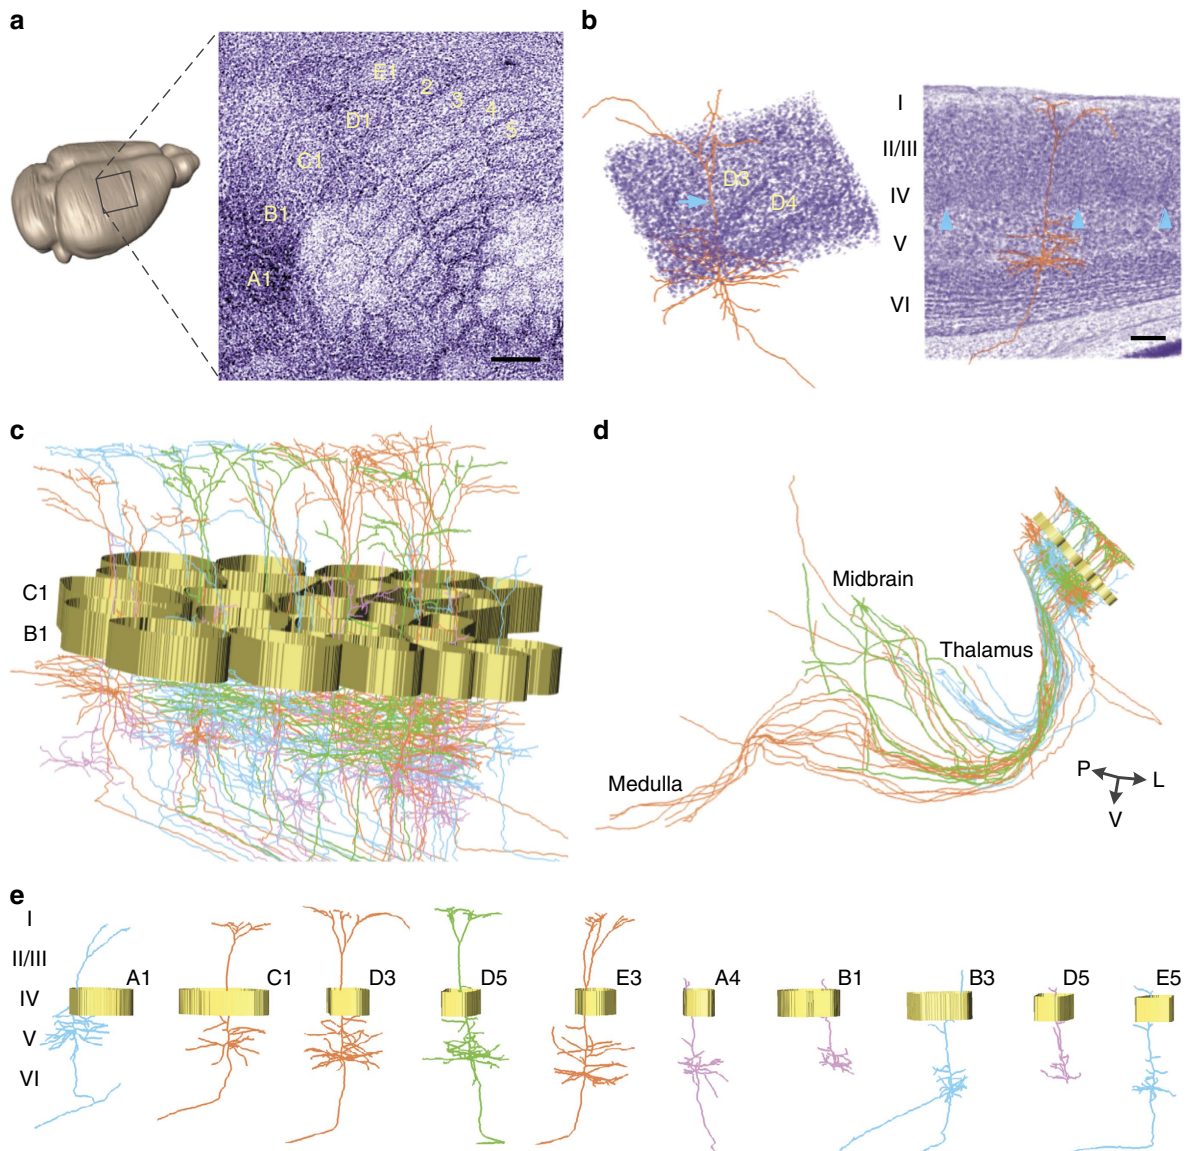 a
E1
2
3
4
5
D1
C1
B1
A1
b
D3
D4
I
II/III
IV
V
VI
c
C1
B1
d
Midbrain
Thalamus
Medulla
P
L
V
e
I
II/III
IV
V
VI
A1
C1
D3
D5
E3
A4
B1
B3
D5
E5